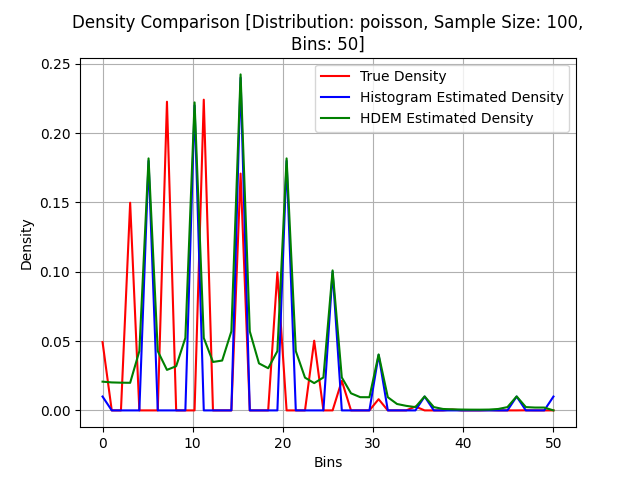 Density Comparison [Distribution: poisson, Sample Size: 100,
Bins: 50]
True Density
Histogram Estimated Density
HDEM Estimated Density
0.25
0.20
0.15
0.10
0.05
0.00
Density
0 10 20 30 40 50
Bins